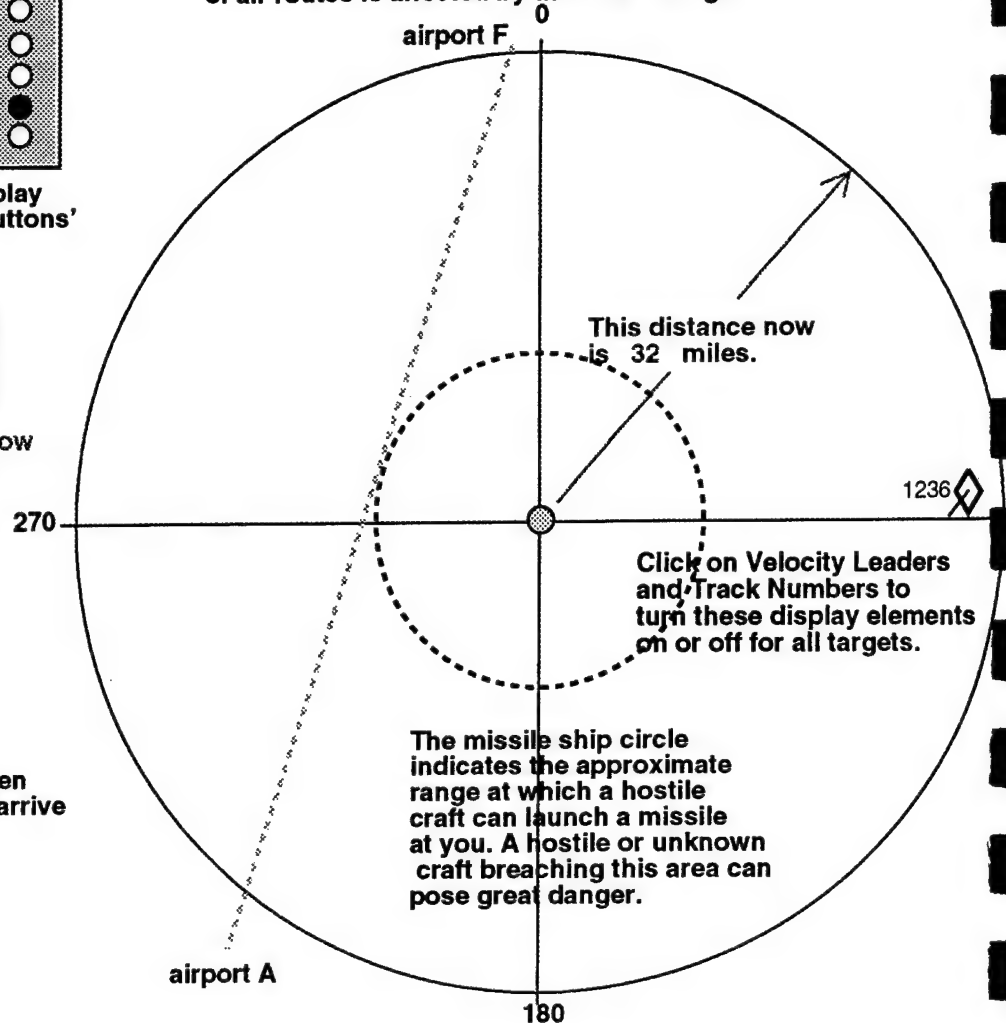 0
airport F
play
uttons'
This distance now
is 32 miles.
ow
1236
270
Click on Velocity Leaders
and Track Numbers to
turn these display elements
on or off for all targets.
The missile ship circle
indicates the approximate
range at which a hostile
craft can launch a missile
at you. A hostile or unknown
craft breaching this area can
pose great danger.
en
arrive
airport A
180